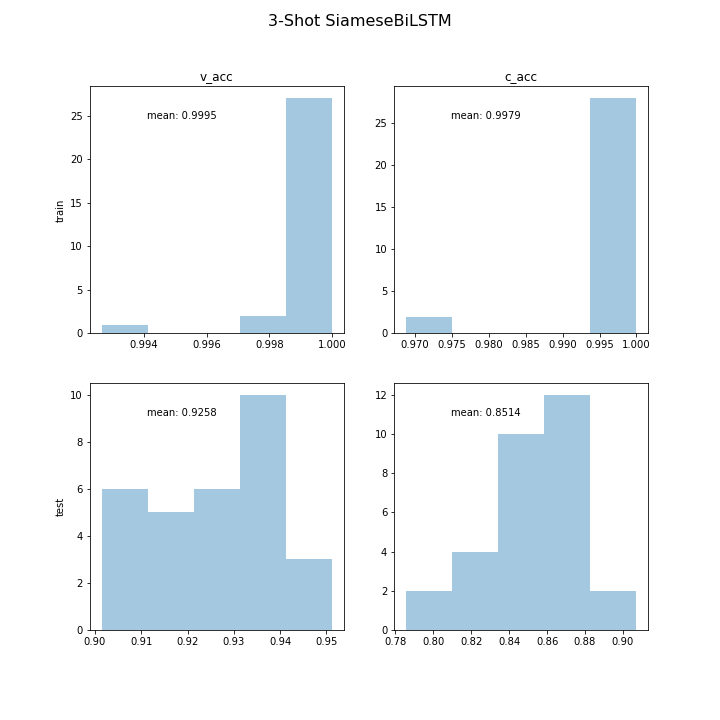 3-Shot SiameseBiLSTM
v_acc
c_acc
mean: 0.9995
mean: 0.9979
train
25
20
15
10
5
0
0.994 0.996 0.998 1.000
25
20
15
10
5
0
0.970 0.975 0.980 0.985 0.990 0.995 1.000
mean: 0.9258
mean: 0.8514
test
10
8
6
4
2
0
0.90 0.91 0.92 0.93 0.94 0.95
12
10
8
6
4
2
0
0.78 0.80 0.82 0.84 0.86 0.88 0.90